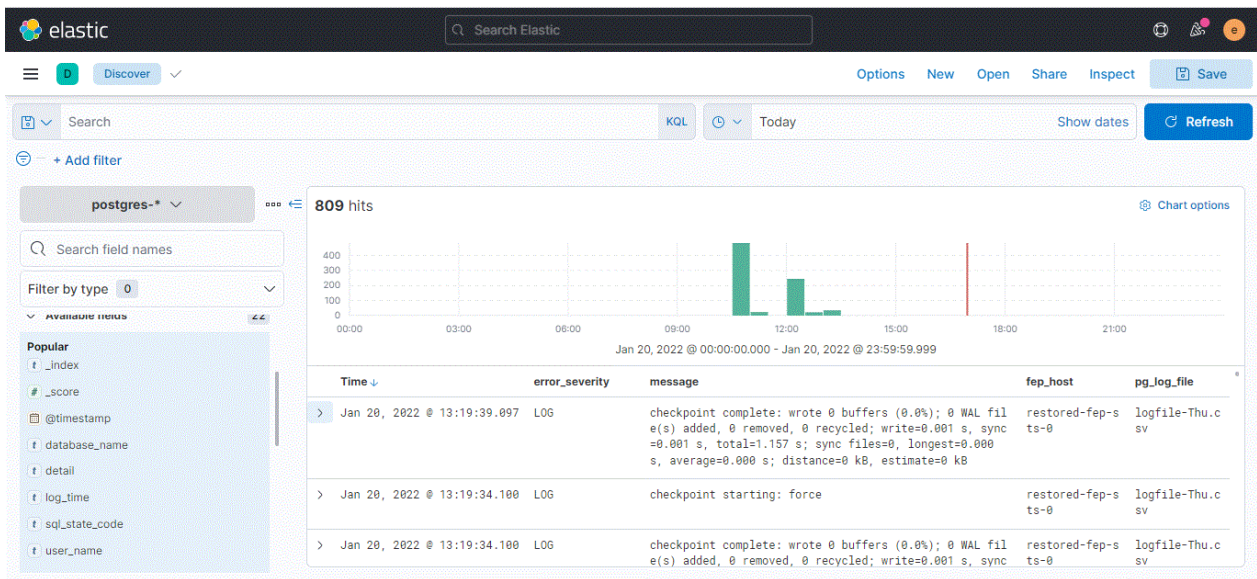 elastic
Search Elastic
e
D
Discover
Options New Open Share Inspect Save
Search
KQL
Today
Show dates
Refresh
+ Add filter
postgres-*
809 hits
Chart options
Search field names
Filter by type 0
Available fields 22
Popular
t _index
# _score
@timestamp
t database_name
t detail
t log_time
t sql_state_code
t user_name
400
300
200
100
0
00:00 03:00 06:00 09:00 12:00 15:00 18:00 21:00
Jan 20, 2022 @ 00:00:00.000 - Jan 20, 2022 @ 23:59:59.999
Time error_severity message fep_host pg_log_file
Jan 20, 2022 @ 13:19:39.097 LOG checkpoint complete: wrote 0 buffers (0.0%); 0 WAL fil restored-fep-s logfile-Thu.c
e(s) added, 0 removed, 0 recycled; write=0.001 s, sync ts-0 sv
=0.001 s, total=1.157 s; sync files=0, longest=0.000
s, average=0.000 s; distance=0 kB, estimate=0 kB
Jan 20, 2022 @ 13:19:34.100 LOG checkpoint starting: force restored-fep-s logfile-Thu.c
ts-0 sv
Jan 20, 2022 @ 13:19:34.100 LOG checkpoint complete: wrote 0 buffers (0.0%); 0 WAL fil restored-fep-s logfile-Thu.c
e(s) added, 0 removed, 0 recycled; write=0.001 s, sync ts-0 sv